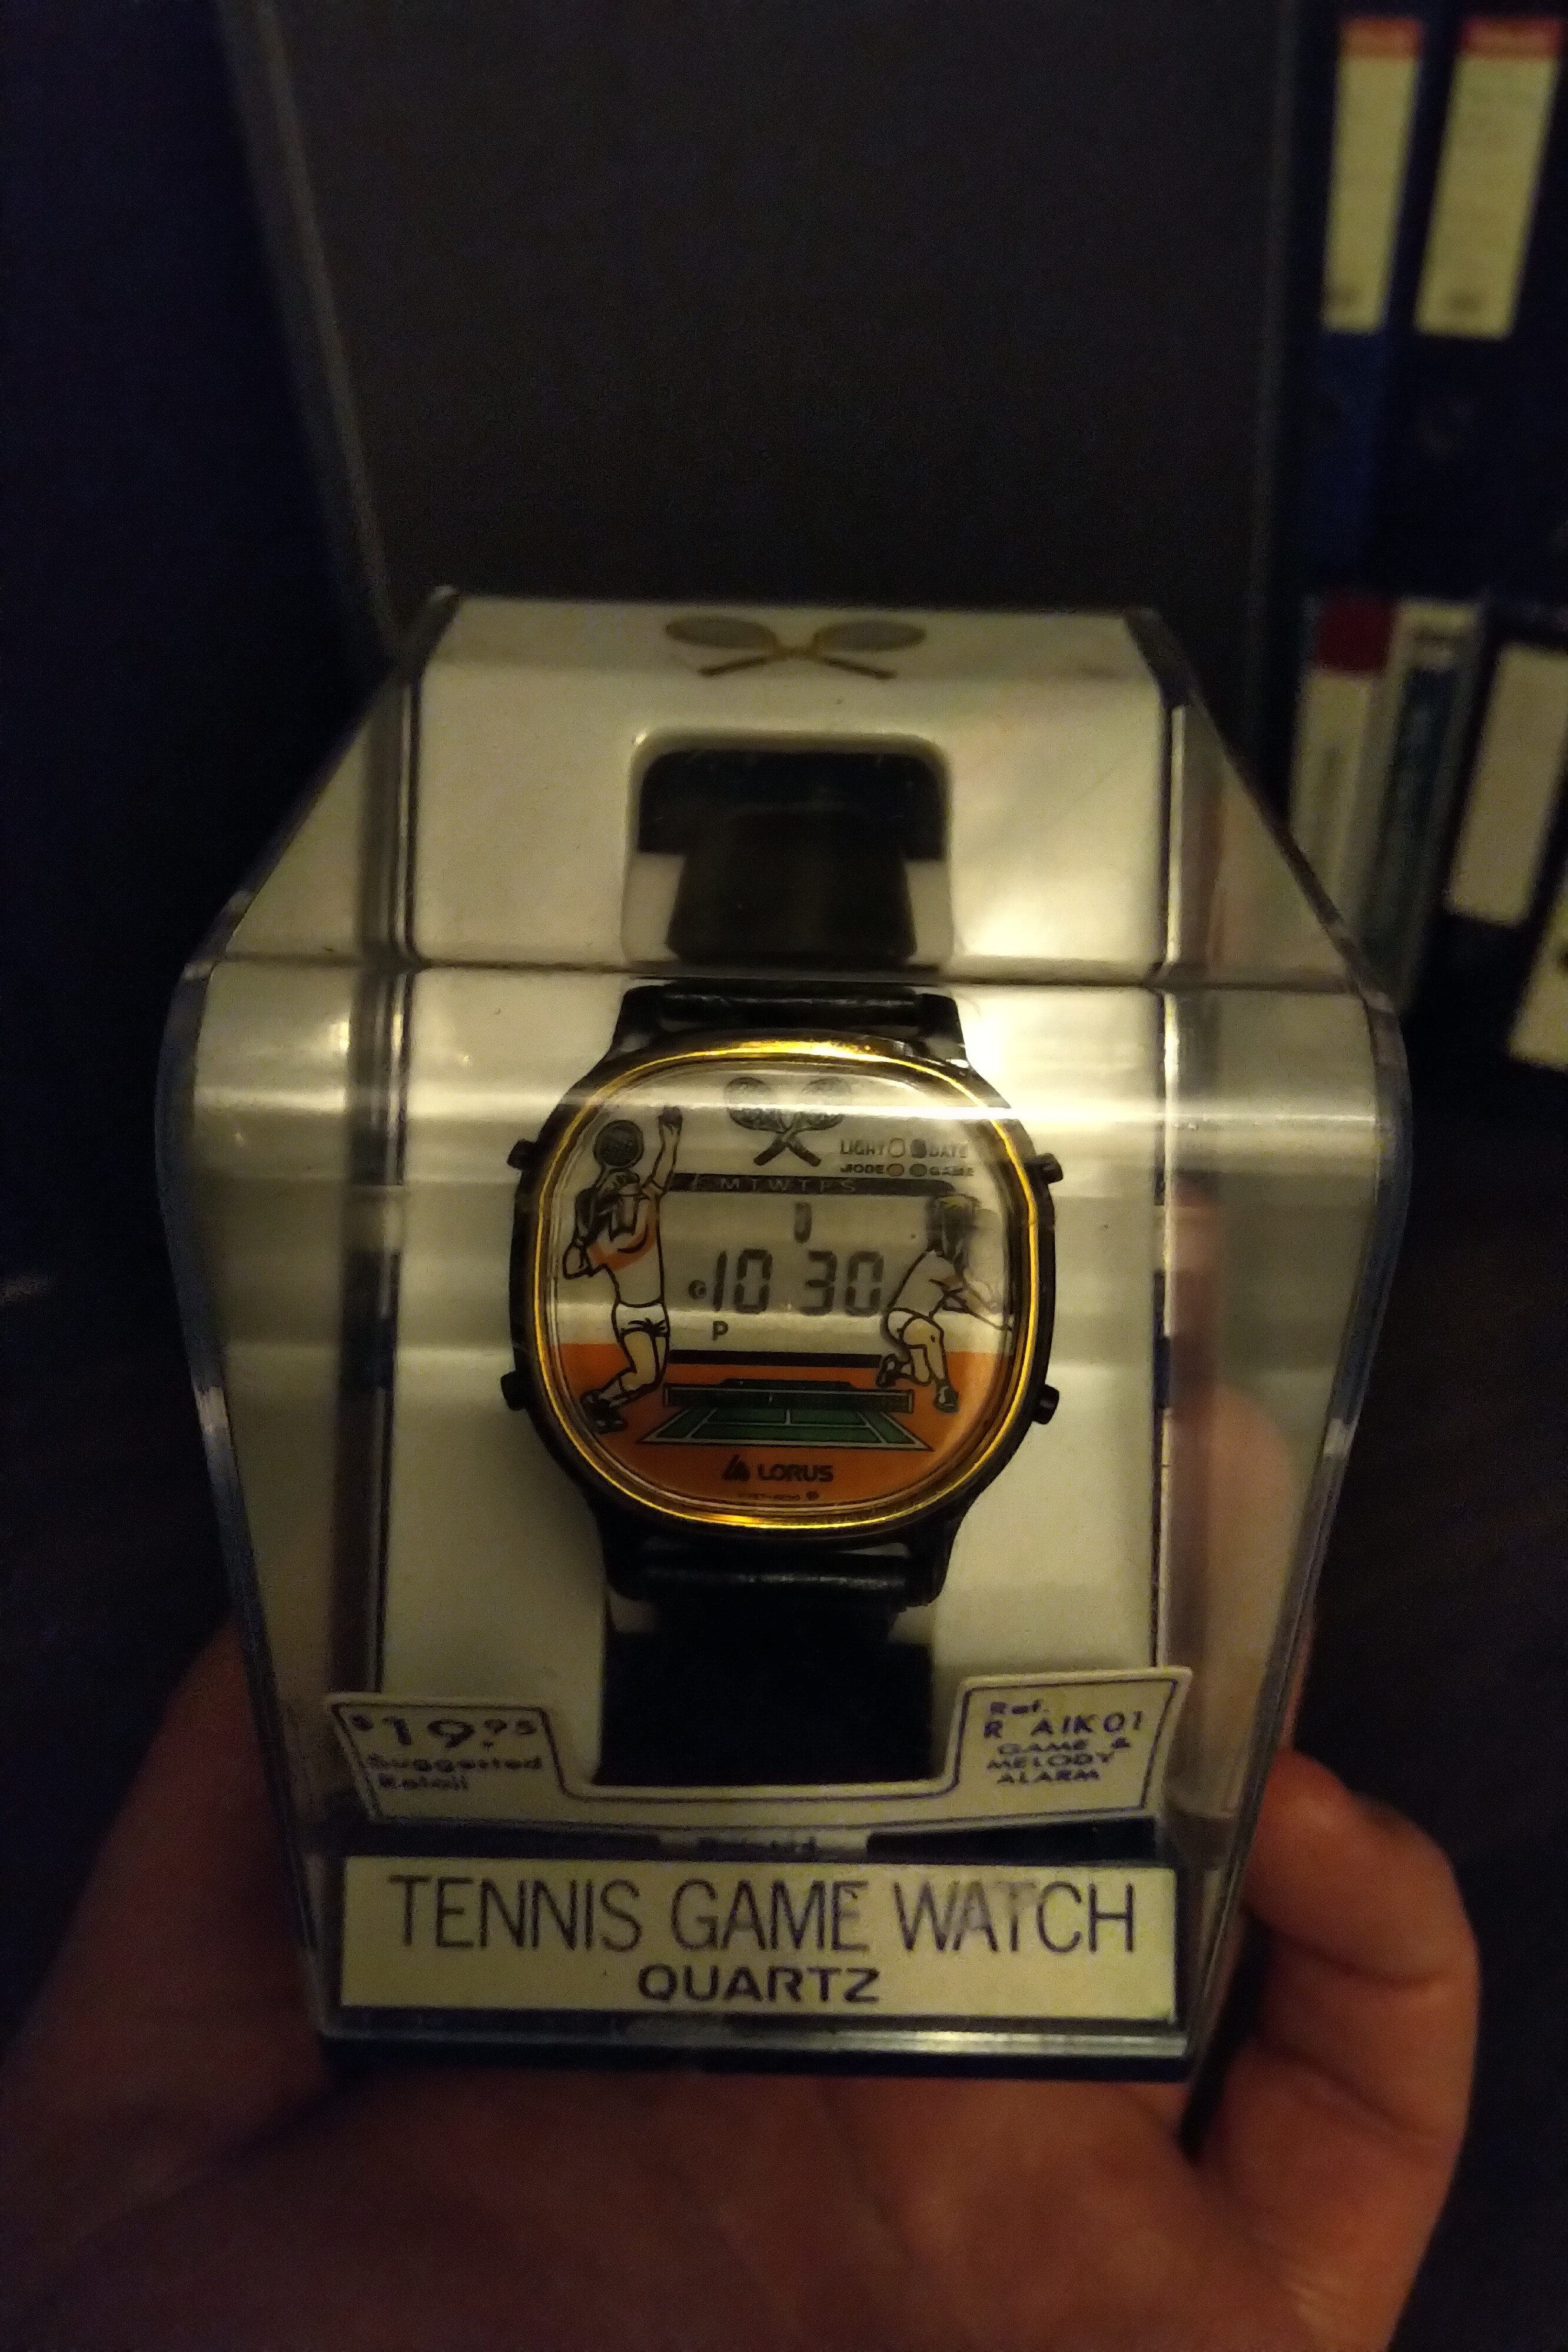 LIGHT DATE
MODE GAME
S M T W T F S
10 30
P
LORUS
$19.95
Suggested
Retail
Ref.
R AIK01
GAME &
MELODY
ALARM
TENNIS GAME WATCH
QUARTZ